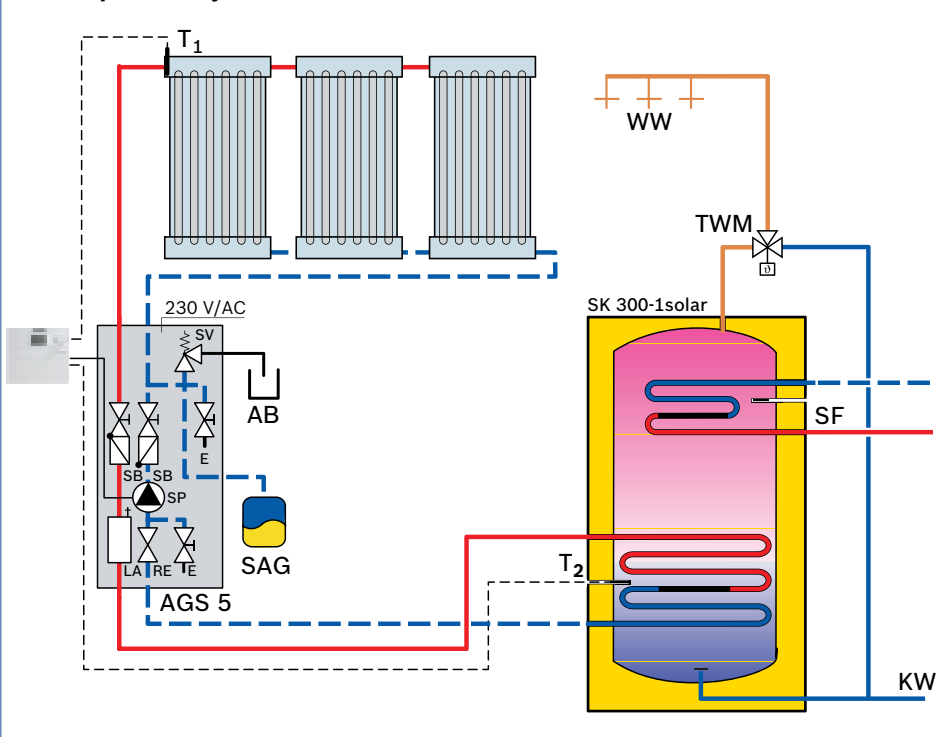 T1
WW
TWM
ϑ
230 V/AC
SK 300-1solar
SV
AB
SF
E
SB SB
SP
t
SAG
T2
LA RE E
AGS 5
KW